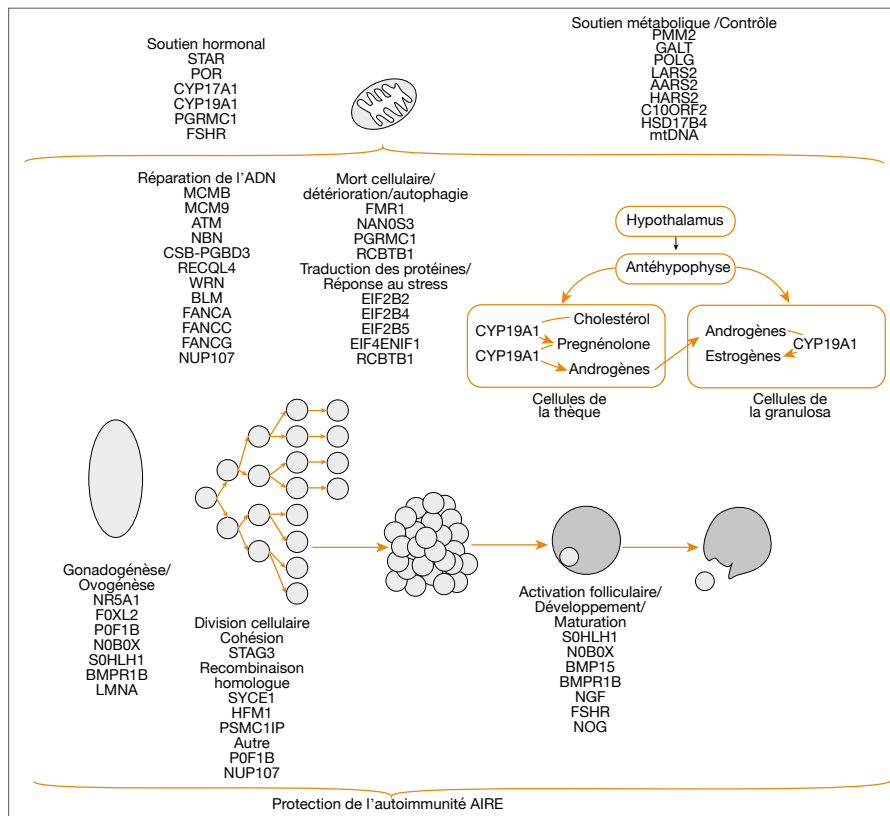 Soutien hormonal
STAR
POR
CYP17A1
CYP19A1
PGRMC1
FSHR
Soutien métabolique /Contrôle
PMM2
GALT
POLG
LARS2
AARS2
HARS2
C10ORF2
HSD17B4
mtDNA
Réparation de l'ADN
MCMB
MCM9
ATM
NBN
CSB-PGBD3
RECQL4
WRN
BLM
FANCA
FANCC
FANCG
NUP107
Mort cellulaire/
détérioration/autophagie
FMR1
NAN0S3
PGRMC1
RCBTB1
Traduction des protéines/
Réponse au stress
EIF2B2
EIF2B4
EIF2B5
EIF4ENIF1
RCBTB1
Hypothalamus
Antéhypophyse
Cholestérol
CYP19A1
Pregnénolone
CYP19A1
Androgènes
Cellules de
la thèque
Androgènes
CYP19A1
Estrogènes
Cellules de
la granulosa
Gonadogénèse/
Ovogénèse
NR5A1
F0XL2
P0F1B
N0B0X
S0HLH1
BMPR1B
LMNA
Division cellulaire
Cohésion
STAG3
Recombinaison
homologue
SYCE1
HFM1
PSMC1IP
Autre
P0F1B
NUP107
Activation folliculaire/
Développement/
Maturation
S0HLH1
N0B0X
BMP15
BMPR1B
NGF
FSHR
NOG
Protection de l'autoimmunité AIRE